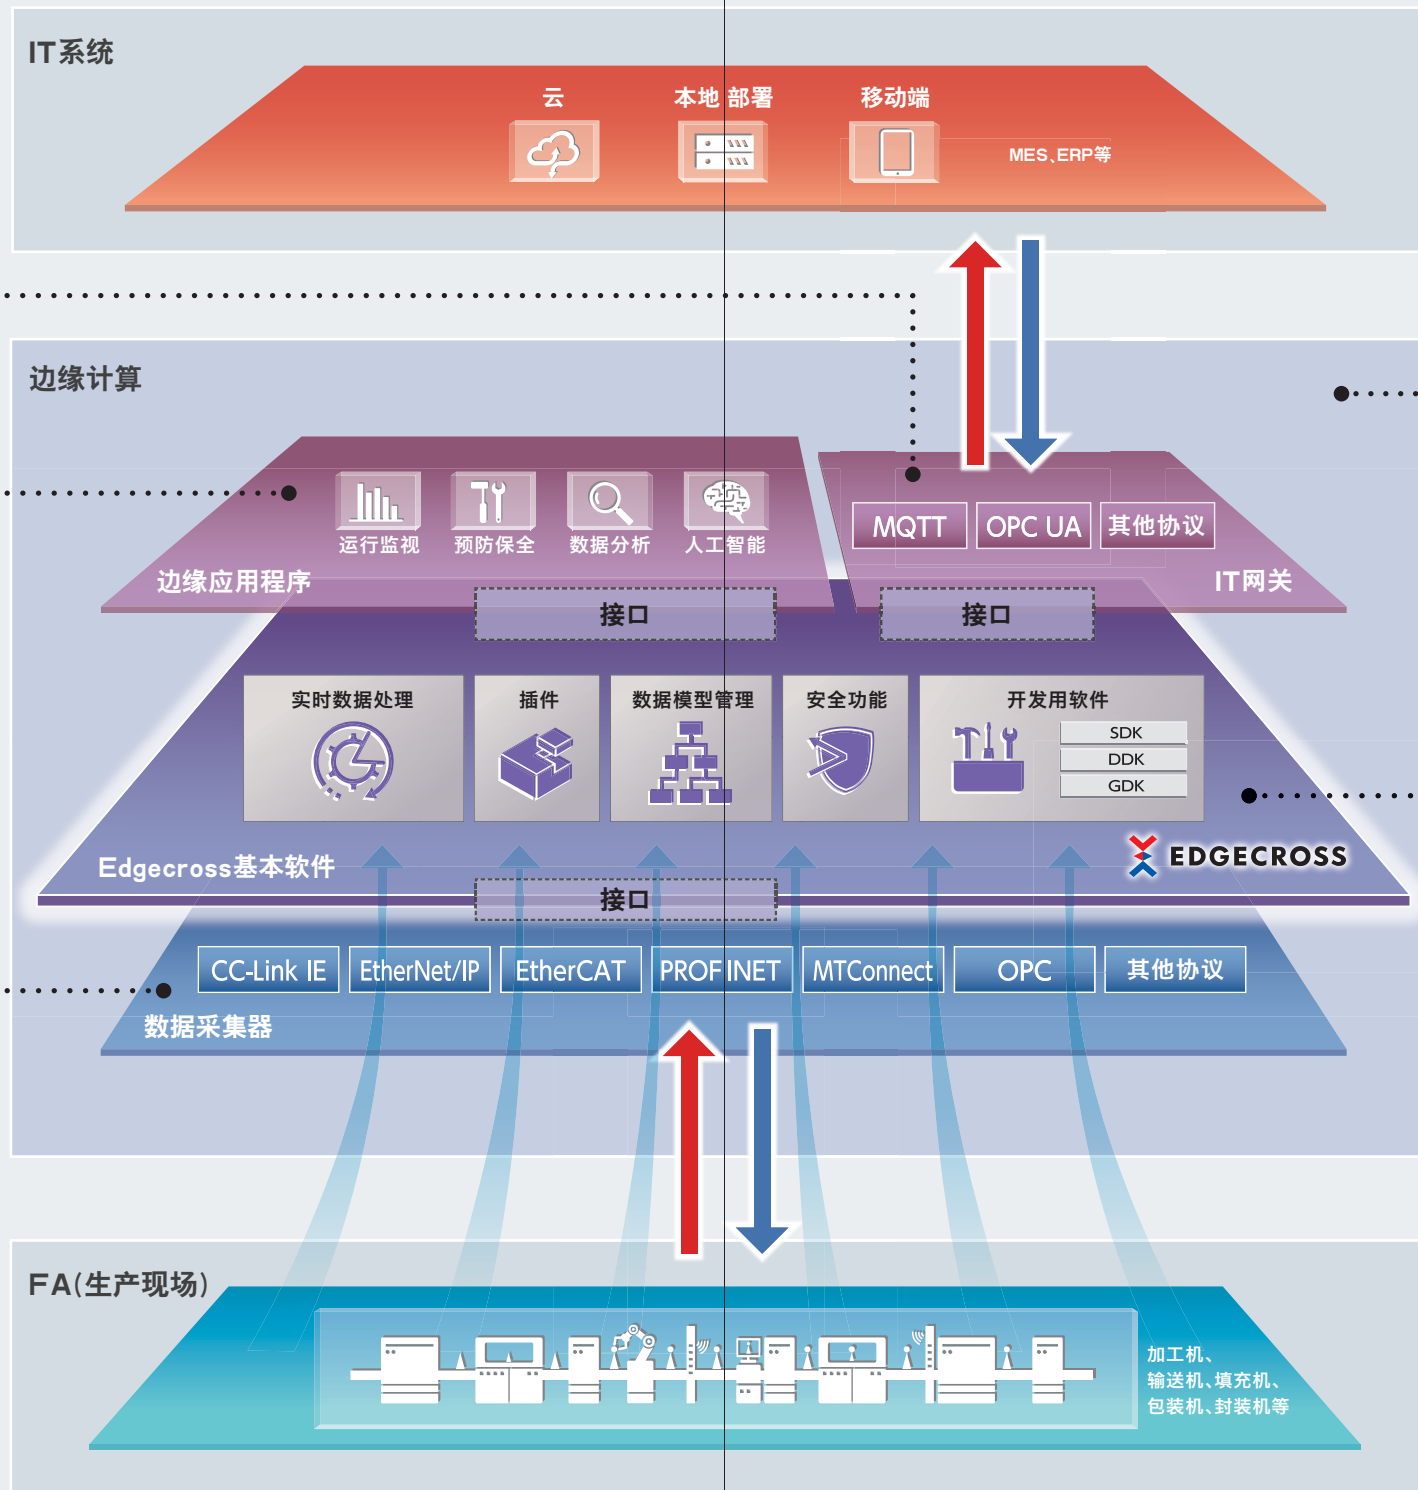 IT系统
云
本地 部署
移动端
MES、ERP等
边缘计算
运行监视
预防保全
数据分析
人工智能
边缘应用程序
MQTT
OPC UA
其他协议
IT网关
接口
接口
实时数据处理
插件
数据模型管理
安全功能
开发用软件
SDK
DDK
GDK
Edgecross基本软件
EDGECROSS
接口
CC-Link IE
EtherNet/IP
EtherCAT
PROFINET
MTConnect
OPC
其他协议
数据采集器
FA(生产现场)
加工机、
输送机、填充机、
包装机、封装机等